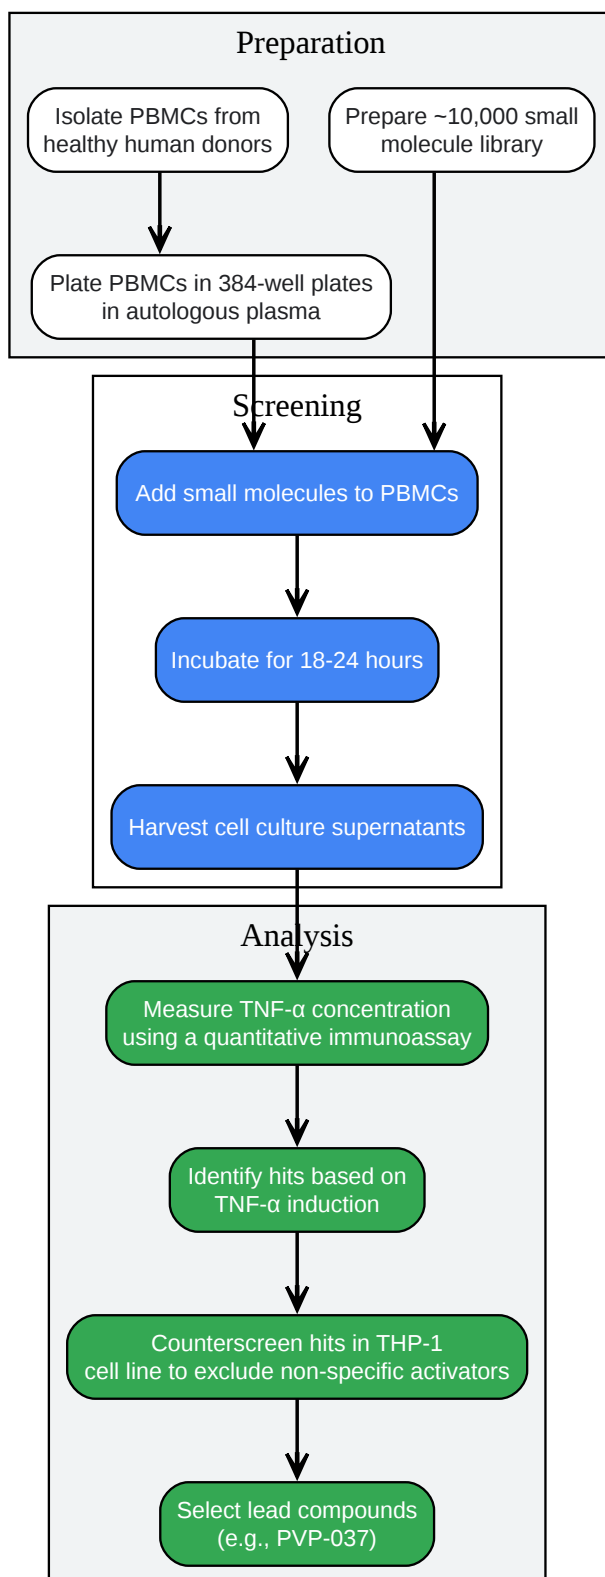 Preparation
Isolate PBMCs from
healthy human donors
Prepare ~10,000 small
molecule library
Plate PBMCs in 384-well plates
in autologous plasma
Screening
Add small molecules to PBMCs
Incubate for 18-24 hours
Harvest cell culture supernatants
Analysis
Measure TNF-α concentration
using a quantitative immunoassay
Identify hits based on
TNF-α induction
Counterscreen hits in THP-1
cell line to exclude non-specific activators
Select lead compounds
(e.g., PVP-037)